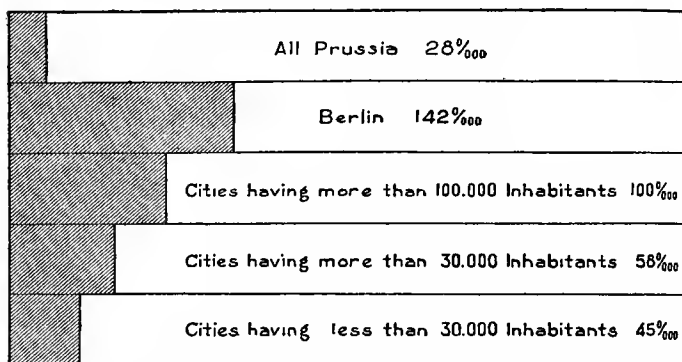 All Prussia 28‱
Berlin 142‱
Cities having more than 100.000 Inhabitants 100‱
Cities having more than 30.000 Inhabitants 58‱
Cities having less than 30.000 Inhabitants 45‱